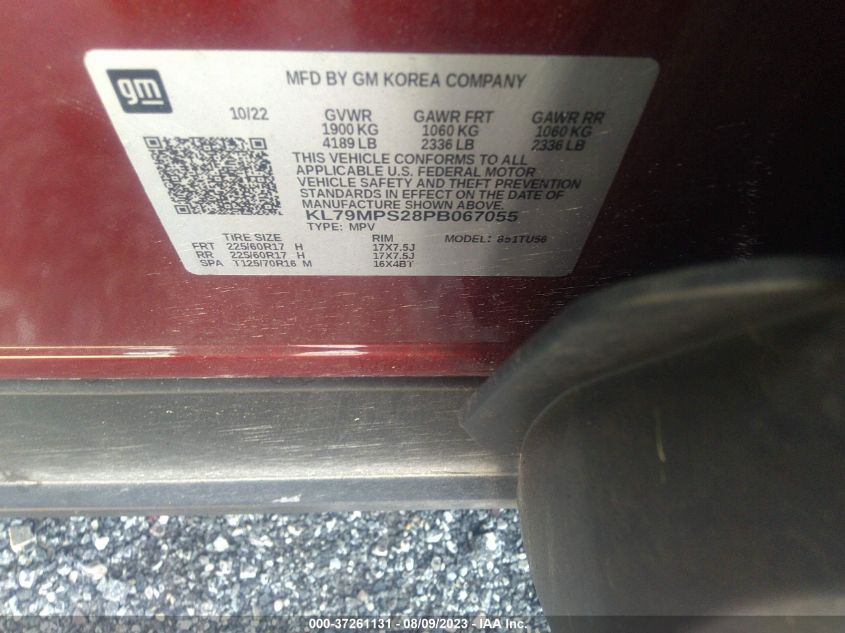 gm
MFD BY GM KOREA COMPANY
10/22 GVWR GAWR FRT GAWR RR
1900 KG 1060 KG 1060 KG
4189 LB 2336 LB 2336 LB
THIS VEHICLE CONFORMS TO ALL
APPLICABLE U.S. FEDERAL MOTOR
VEHICLE SAFETY AND THEFT PREVENTION
STANDARDS IN EFFECT ON THE DATE OF
MANUFACTURE SHOWN ABOVE.
KL79MPS28PB067055
TYPE: MPV
TIRE SIZE RIM MODEL:
FRT 225/60R17 H 17X7.5J
RR 225/60R17 H 17X7.5J
SPA T125/70R16 M 16X4BT
000-37261131 - 08/09/2023 - IAA Inc.